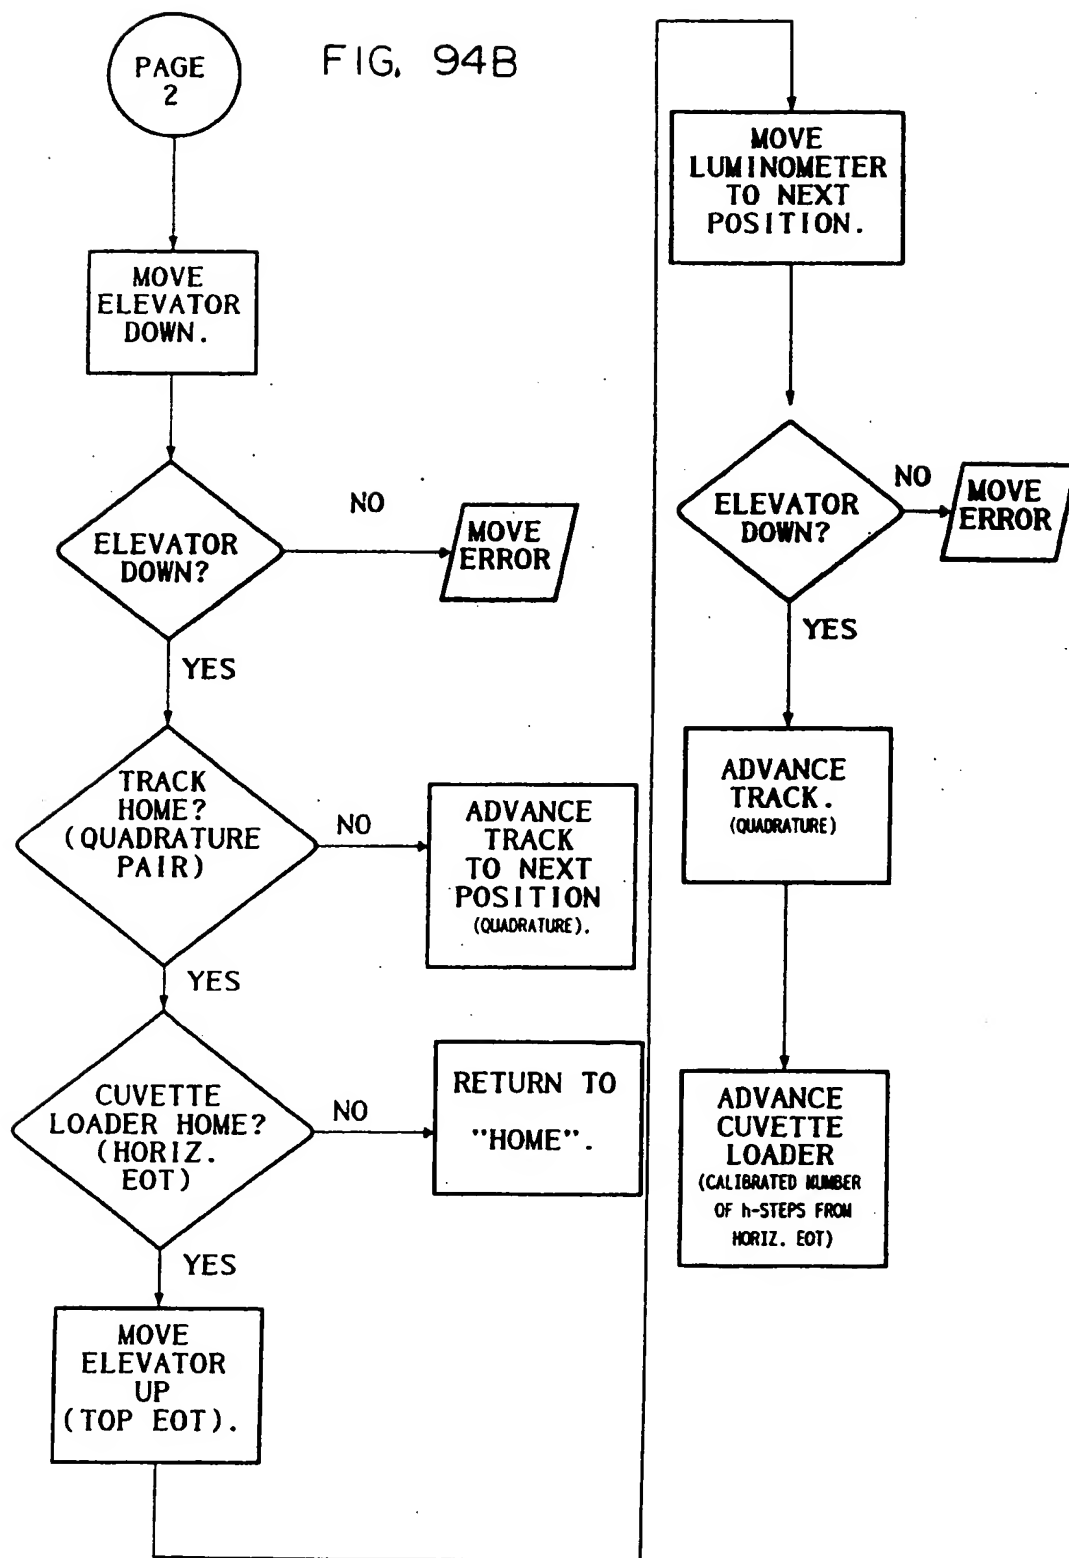 FIG. 94B
PAGE
2
MOVE
ELEVATOR
DOWN.
ELEVATOR
DOWN?
NO
MOVE
ERROR
YES
TRACK
HOME?
(QUADRATURE
PAIR)
NO
ADVANCE
TRACK
TO NEXT
POSITION
(QUADRATURE).
YES
CUVETTE
LOADER HOME?
(HORIZ.
EOT)
NO
RETURN TO
"HOME".
YES
MOVE
ELEVATOR
UP
(TOP EOT).
MOVE
LUMINOMETER
TO NEXT
POSITION.
ELEVATOR
DOWN?
NO
MOVE
ERROR
YES
ADVANCE
TRACK.
(QUADRATURE)
ADVANCE
CUVETTE
LOADER
(CALIBRATED NUMBER
OF h-STEPS FROM
HORIZ. EOT)